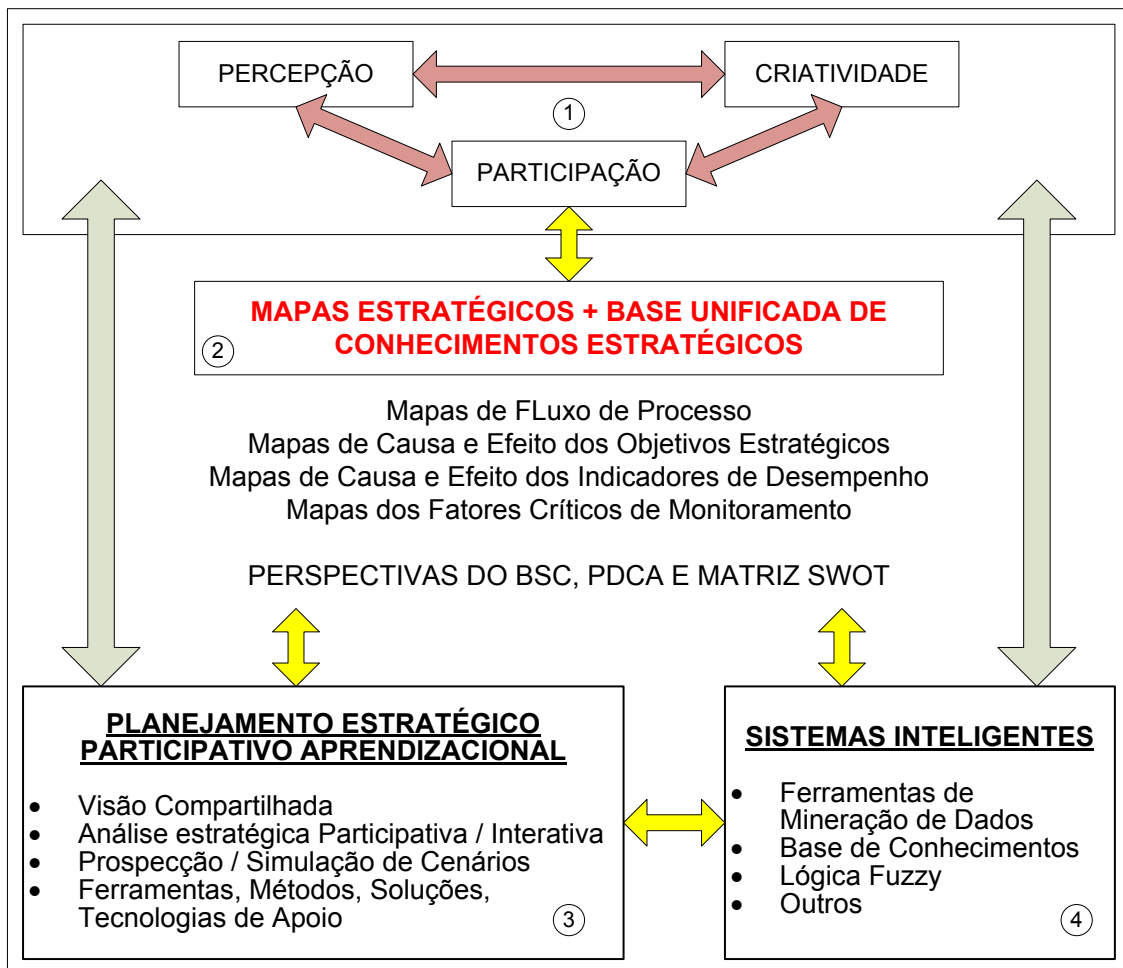 PERCEPÇÃO
CRIATIVIDADE
1
PARTICIPAÇÃO
MAPAS ESTRATÉGICOS + BASE UNIFICADA DE
CONHECIMENTOS ESTRATÉGICOS
2
Mapas de FLuxo de Processo
Mapas de Causa e Efeito dos Objetivos Estratégicos
Mapas de Causa e Efeito dos Indicadores de Desempenho
Mapas dos Fatores Críticos de Monitoramento
PERSPECTIVAS DO BSC, PDCA E MATRIZ SWOT
PLANEJAMENTO ESTRATÉGICO
PARTICIPATIVO APRENDIZACIONAL
• Visão Compartilhada
• Análise estratégica Participativa / Interativa
• Prospecção / Simulação de Cenários
• Ferramentas, Métodos, Soluções,
Tecnologias de Apoio
3
SISTEMAS INTELIGENTES
• Ferramentas de
Mineração de Dados
• Base de Conhecimentos
• Lógica Fuzzy
• Outros
4